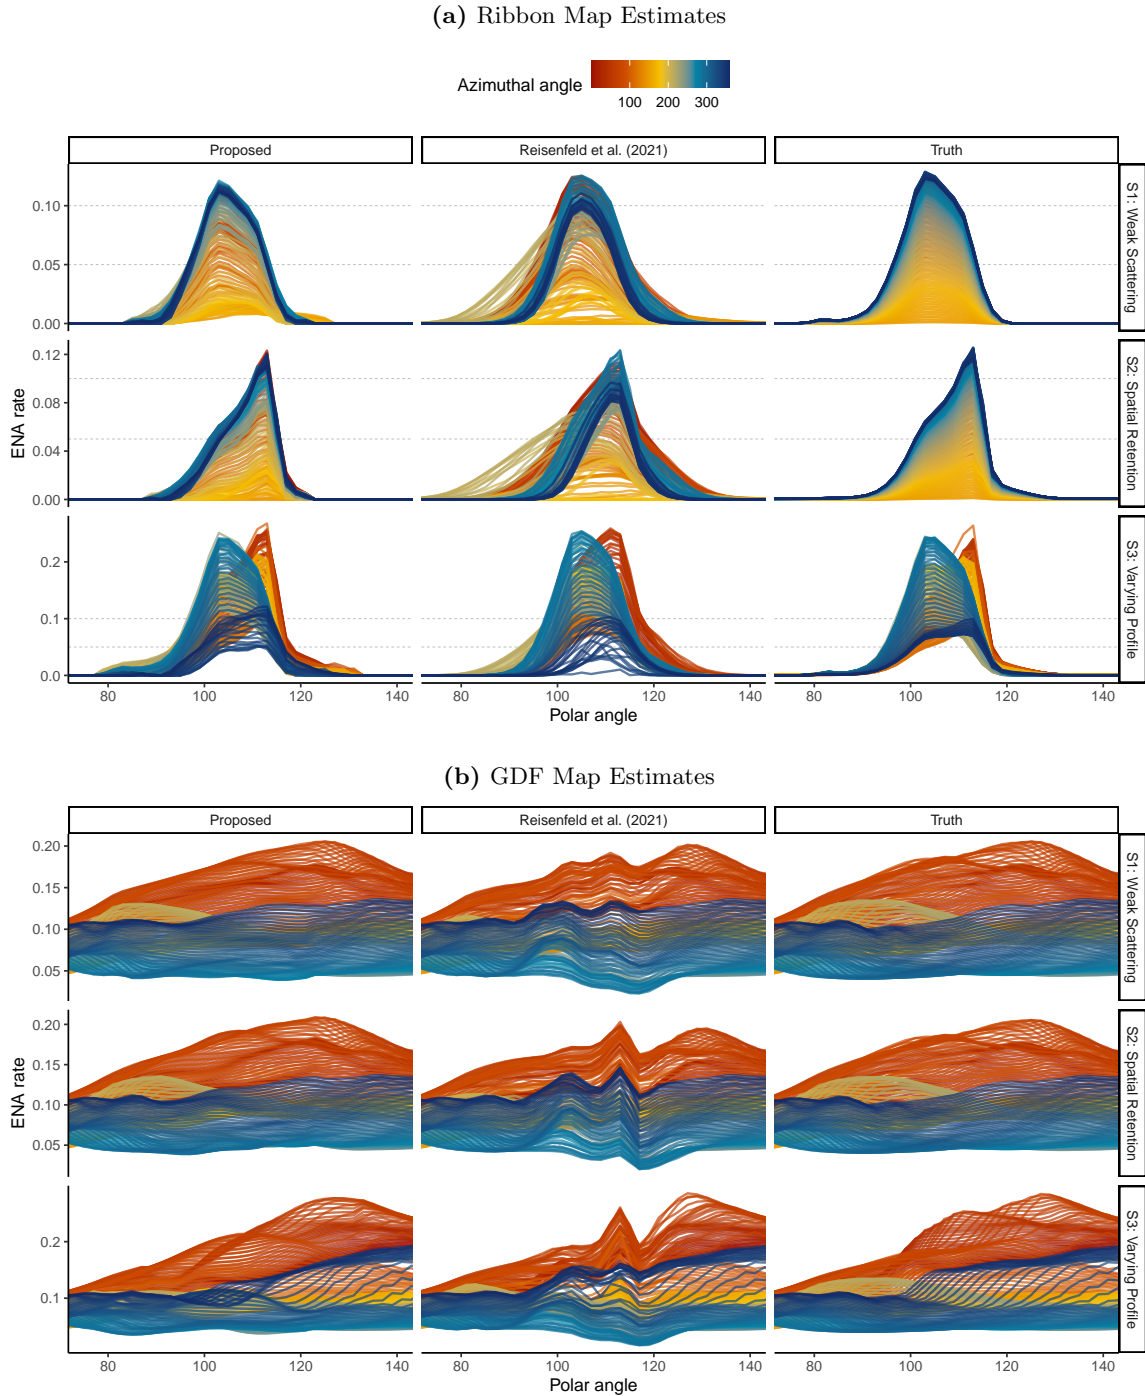 (a) Ribbon Map Estimates
Azimuthal angle
100 200 300
Proposed Reisenfeld et al. (2021) Truth
0.10
0.05
0.00
S1: Weak Scattering
0.12
0.08
0.04
0.00
S2: Spatial Retention
ENA rate
0.2
0.1
0.0
S3: Varying Profile
80 100 120 140 80 100 120 140 80 100 120 140
Polar angle
(b) GDF Map Estimates
Proposed Reisenfeld et al. (2021) Truth
0.20
0.15
0.10
0.05
S1: Weak Scattering
0.20
0.15
0.10
0.05
S2: Spatial Retention
ENA rate
0.2
0.1
S3: Varying Profile
80 100 120 140 80 100 120 140 80 100 120 140
Polar angle